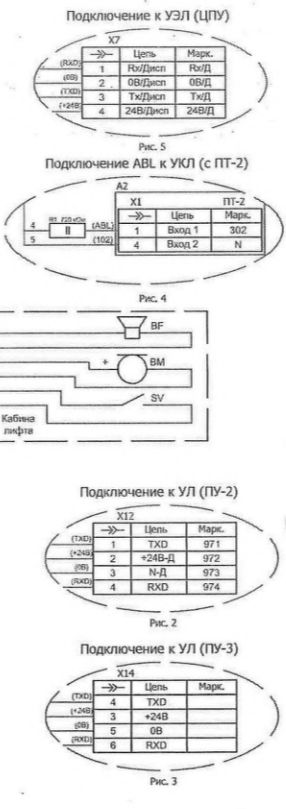 Подключение к УЭЛ (ЦПУ)
X7
Цепь Марк.
(RXD) 1 Rx/Дисп Rx/Д
(0В) 2 0В/Дисп 0В/Д
(TXD) 3 Тх/Дисп Тх/Д
(+24В) 4 24В/Дисп 24В/Д
Рис. 5
Подключение ABL к УКЛ (с ПТ-2)
A2
X1 ПТ-2
Цепь Марк.
4 R1 (ABL) 1 Вход 1 302
5 (102) 4 Вход 2 N
Рис. 4
BF
+ BM
SV
Кабина
лифта
Подключение к УЛ (ПУ-2)
X12
Цепь Марк.
(TXD) 1 TXD 971
(+24В) 2 +24В-Д 972
(0В) 3 N-Д 973
(RXD) 4 RXD 974
Рис. 2
Подключение к УЛ (ПУ-3)
X14
Цепь Марк.
(TXD) 4 TXD
(+24В) 3 +24В
(0В) 5 0В
(RXD) 6 RXD
Рис. 3